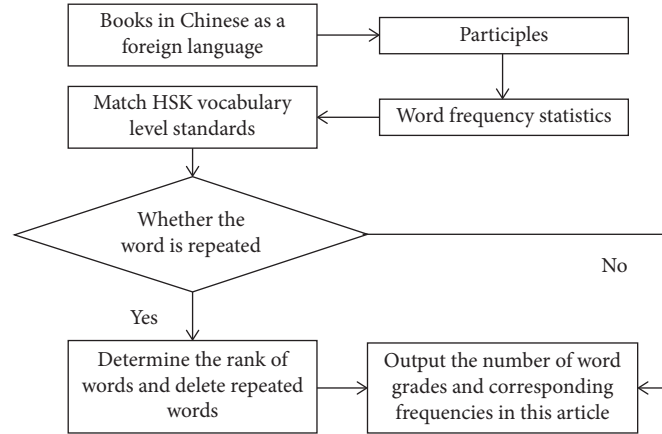 Books in Chinese as a
foreign language
Participles
Match HSK vocabulary
level standards
Word frequency statistics
Whether the
word is repeated
No
Yes
Determine the rank of
words and delete repeated
words
Output the number of word
grades and corresponding
frequencies in this article